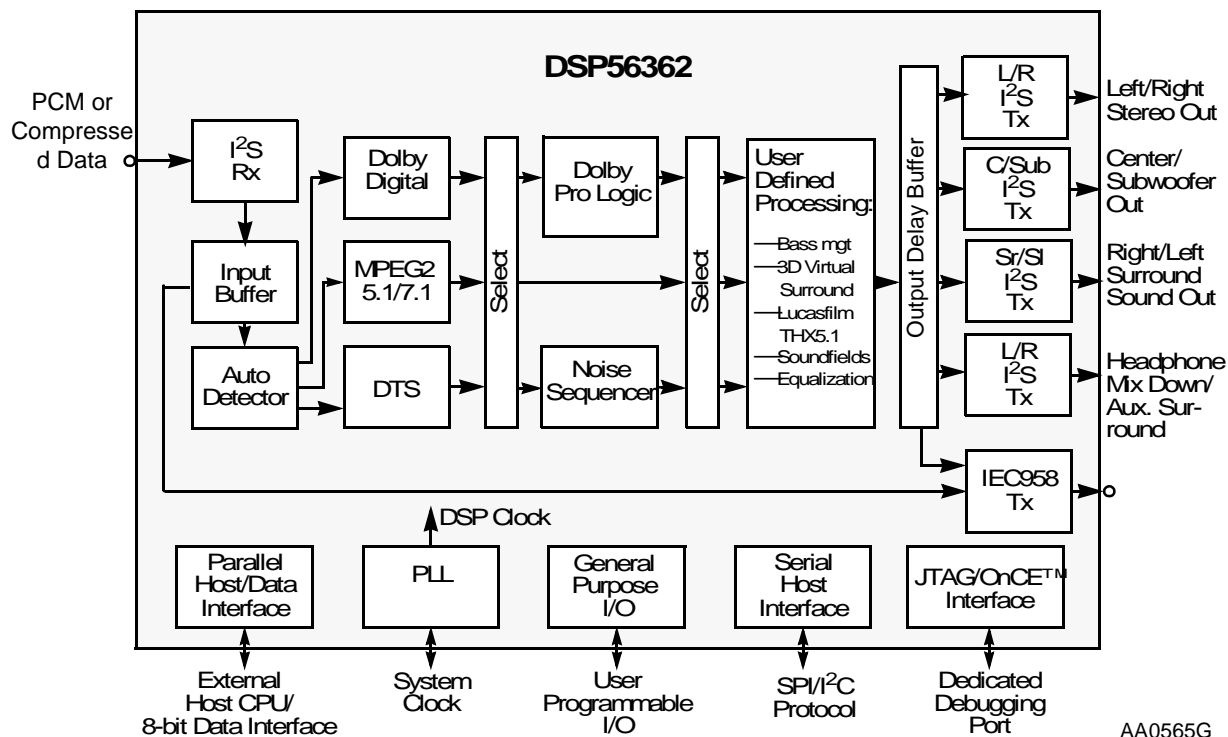 DSP56362
PCM or
Compresse
d Data
I²S
Rx
Input
Buffer
Auto
Detector
Dolby
Digital
MPEG2
5.1/7.1
DTS
Select
Dolby
Pro Logic
Noise
Sequencer
Select
User
Defined
Processing:
—Bass mgt
—3D Virtual
Surround
—Lucasfilm
THX5.1
—Soundfields
—Equalization
Output Delay Buffer
L/R
I²S
Tx
Left/Right
Stereo Out
C/Sub
I²S
Tx
Center/
Subwoofer
Out
Sr/Sl
I²S
Tx
Right/Left
Surround
Sound Out
L/R
I²S
Tx
Headphone
Mix Down/
Aux. Sur-
round
IEC958
Tx
DSP Clock
Parallel
Host/Data
Interface
PLL
General
Purpose
I/O
Serial
Host
Interface
JTAG/OnCE™
Interface
External
Host CPU/
8-bit Data Interface
System
Clock
User
Programmable
I/O
SPI/I²C
Protocol
Dedicated
Debugging
Port
AA0565G